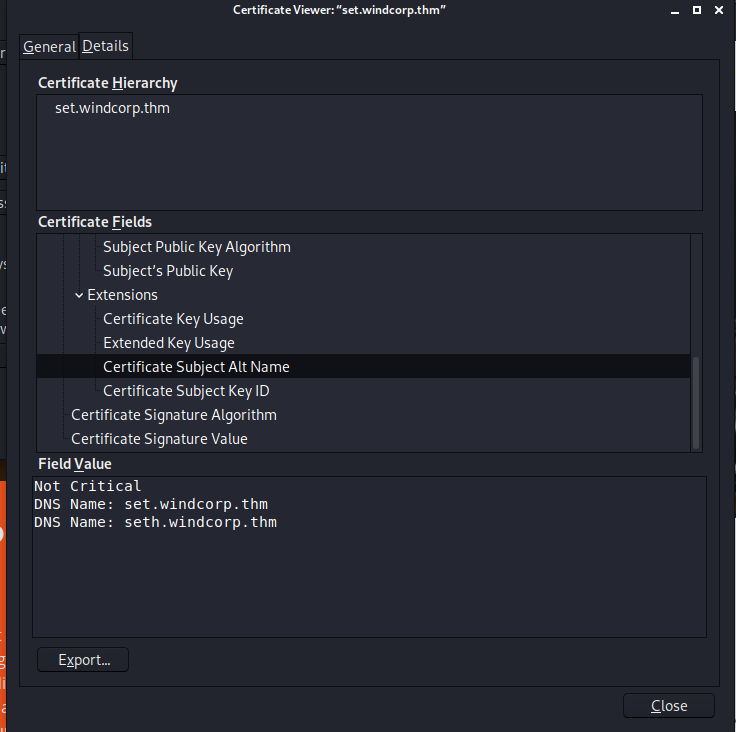 Certificate Viewer: “set.windcorp.thm”
General Details
Certificate Hierarchy
set.windcorp.thm
Certificate Fields
Subject Public Key Algorithm
Subject’s Public Key
Extensions
Certificate Key Usage
Extended Key Usage
Certificate Subject Alt Name
Certificate Subject Key ID
Certificate Signature Algorithm
Certificate Signature Value
Field Value
Not Critical
DNS Name: set.windcorp.thm
DNS Name: seth.windcorp.thm
Export...
Close